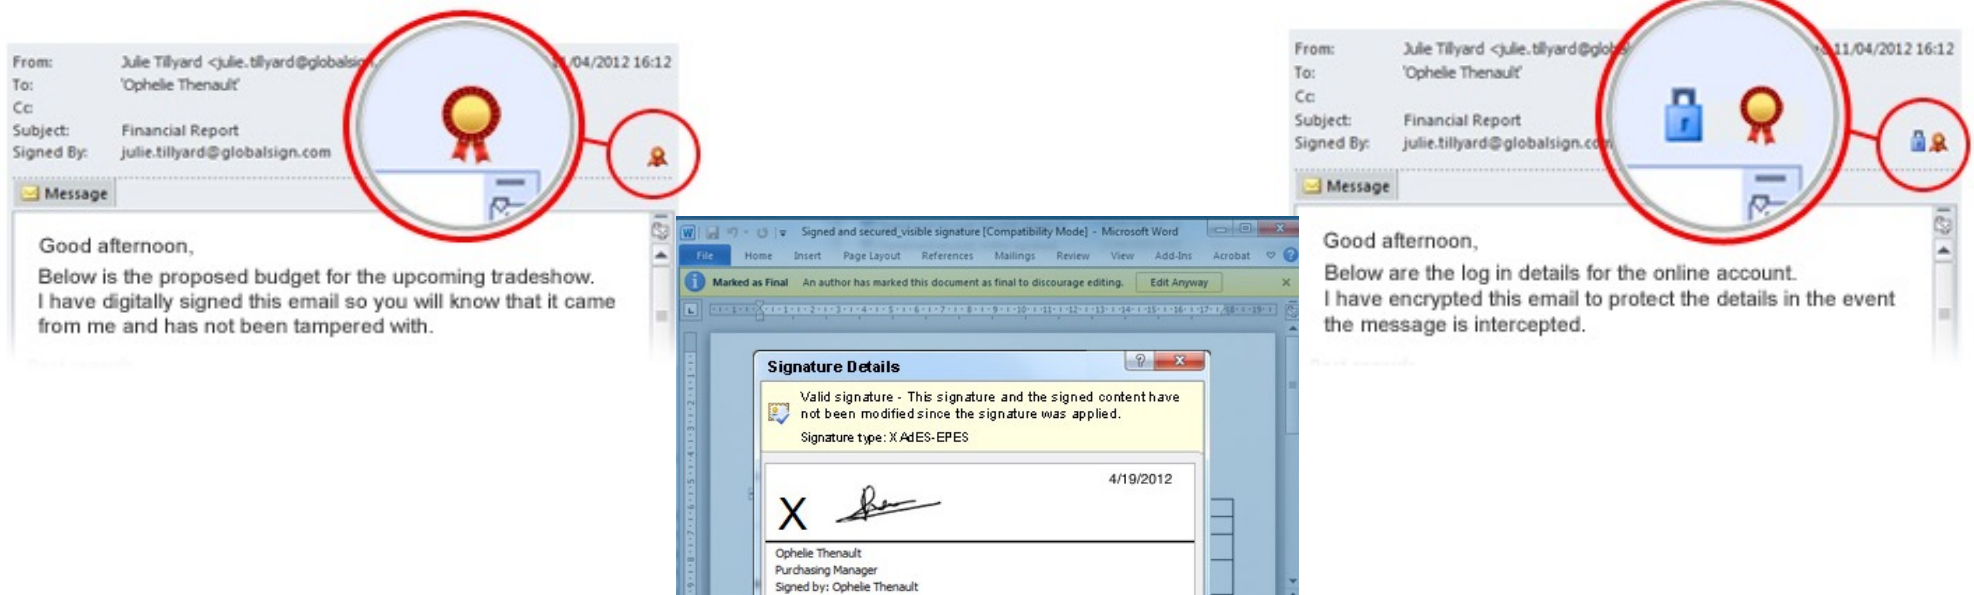 From: Julie Tillyard <julie.tillyard@globalsign. /04/2012 16:12
To: 'Ophelie Thenault'
Cc:
Subject: Financial Report
Signed By: julie.tillyard@globalsign.com
Message
Good afternoon,
Below is the proposed budget for the upcoming tradeshow.
I have digitally signed this email so you will know that it came
from me and has not been tampered with.
Signed and secured_visible signature [Compatibility Mode] - Microsoft Word
File Home Insert Page Layout References Mailings Review View Add-Ins Acrobat
Marked as Final An author has marked this document as final to discourage editing. Edit Anyway
Signature Details
Valid signature - This signature and the signed content have
not been modified since the signature was applied.
Signature type: XAdES-EPES
4/19/2012
X
Ophelie Thenault
Purchasing Manager
Signed by: Ophelie Thenault
From: Julie Tillyard <julie.tillyard@glob 11/04/2012 16:12
To: 'Ophelie Thenault'
Cc:
Subject: Financial Report
Signed By: julie.tillyard@globalsign.co
Message
Good afternoon,
Below are the log in details for the online account.
I have encrypted this email to protect the details in the event
the message is intercepted.